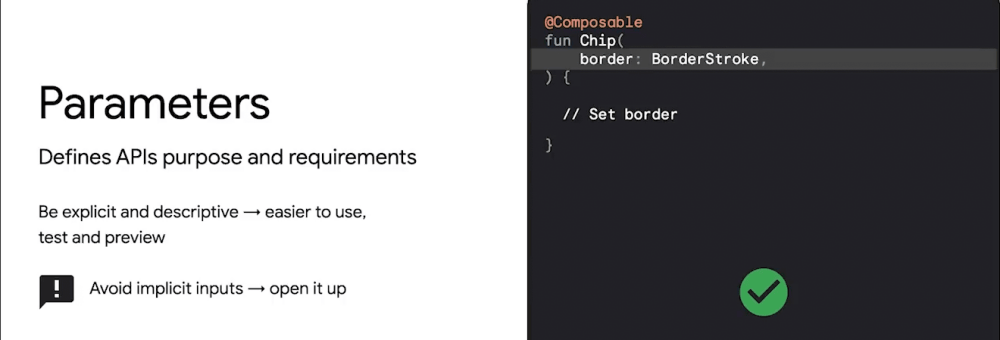 Parameters
Defines APIs purpose and requirements
Be explicit and descriptive → easier to use,
test and preview
Avoid implicit inputs → open it up
@Composable
fun Chip(
    border: BorderStroke,
) {
  // Set border
}